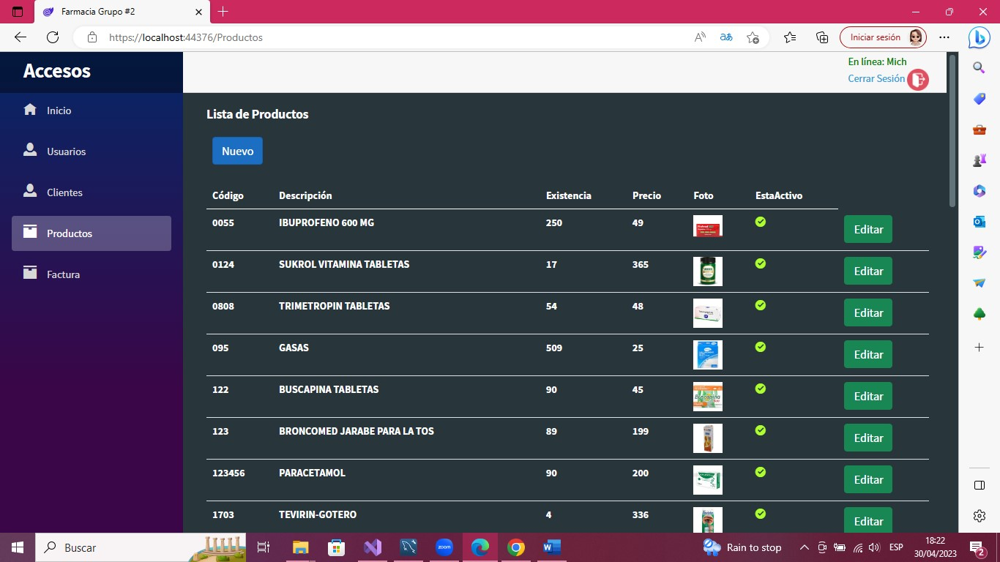 Farmacia Grupo #2
https://localhost:44376/Productos
Iniciar sesión
Accesos
En línea: Mich
Cerrar Sesión
Inicio
Usuarios
Clientes
Productos
Factura
Lista de Productos
Nuevo
Código Descripción Existencia Precio Foto EstaActivo
0055 IBUPROFENO 600 MG 250 49 Editar
0124 SUKROL VITAMINA TABLETAS 17 365 Editar
0808 TRIMETROPIN TABLETAS 54 48 Editar
095 GASAS 509 25 Editar
122 BUSCAPINA TABLETAS 90 45 Editar
123 BRONCOMED JARABE PARA LA TOS 89 199 Editar
123456 PARACETAMOL 90 200 Editar
1703 TEVIRIN-GOTERO 4 336 Editar
Buscar
zoom
Rain to stop
ESP
18:22
30/04/2023
2